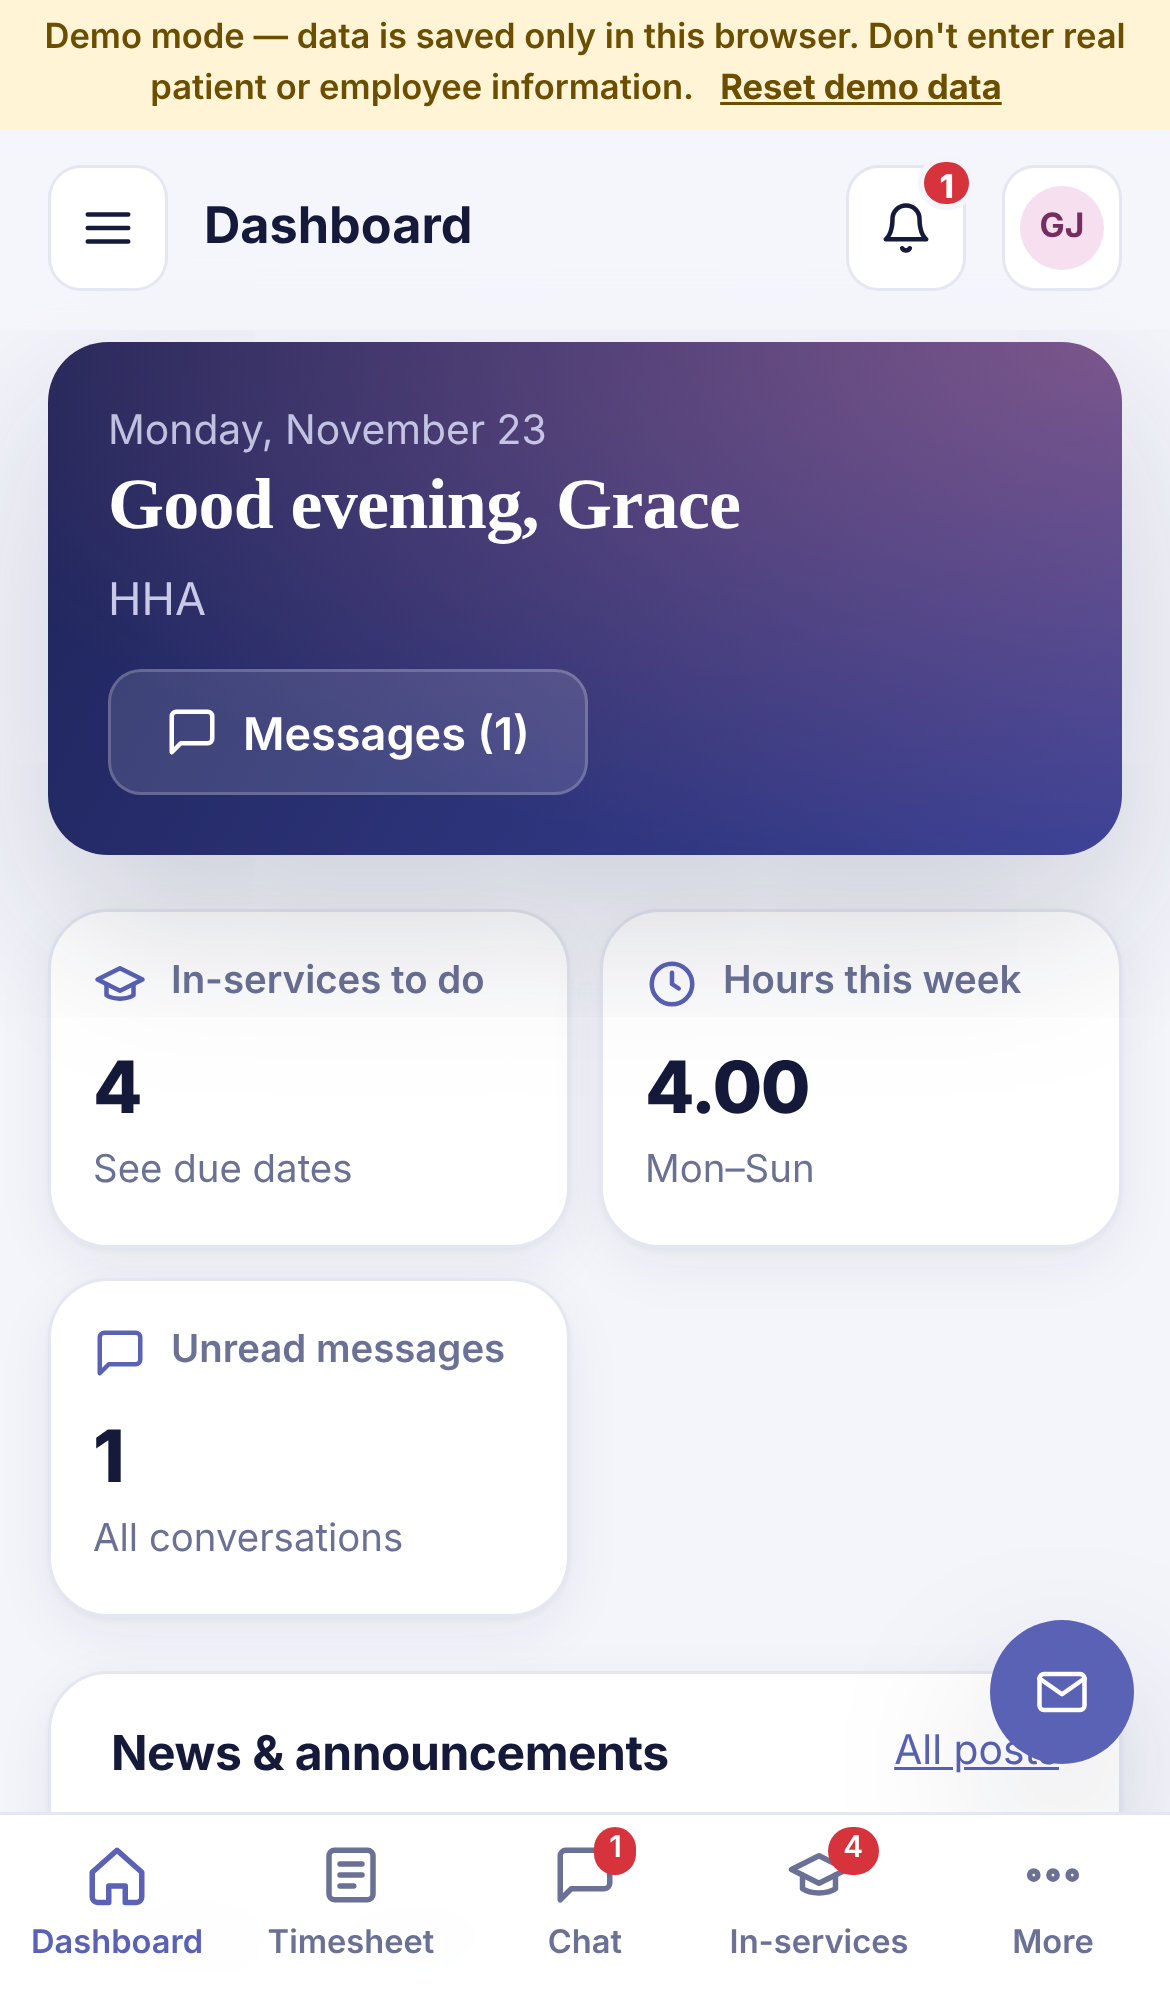 Demo mode — data is saved only in this browser. Don't enter real
patient or employee information. Reset demo data
Dashboard
1
GJ
Monday, November 23
Good evening, Grace
HHA
Messages (1)
In-services to do
4
See due dates
Hours this week
4.00
Mon–Sun
Unread messages
1
All conversations
News & announcements
All posts
1
4
Dashboard
Timesheet
Chat
In-services
More